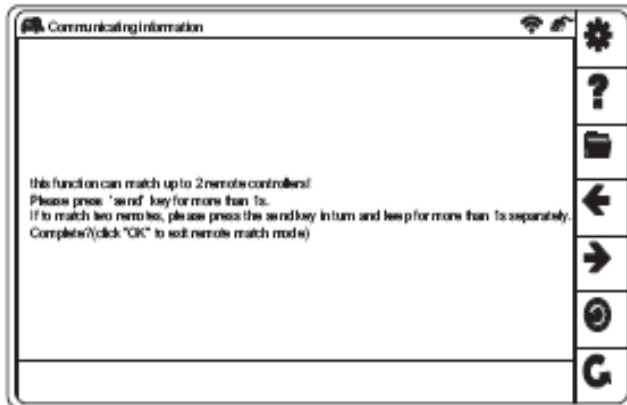 Communicating information
this function can match up to 2 remote controllers!
Please press 'send' key for more than 1s.
If to match two remotes, please press the send key in turn and keep for more than 1s separately.
Complete?(click "OK" to exit remote match mode)